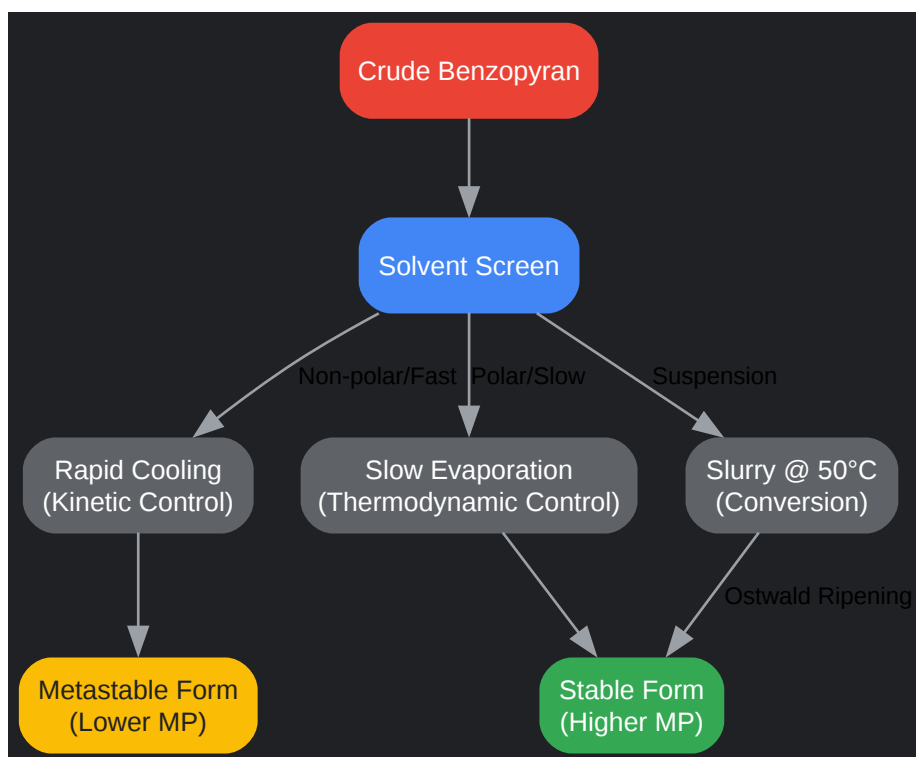 Crude Benzopyran
Solvent Screen
Non-polar/Fast
Polar/Slow
Suspension
Rapid Cooling
(Kinetic Control)
Slow Evaporation
(Thermodynamic Control)
Slurry @ 50°C
(Conversion)
Ostwald Ripening
Metastable Form
(Lower MP)
Stable Form
(Higher MP)